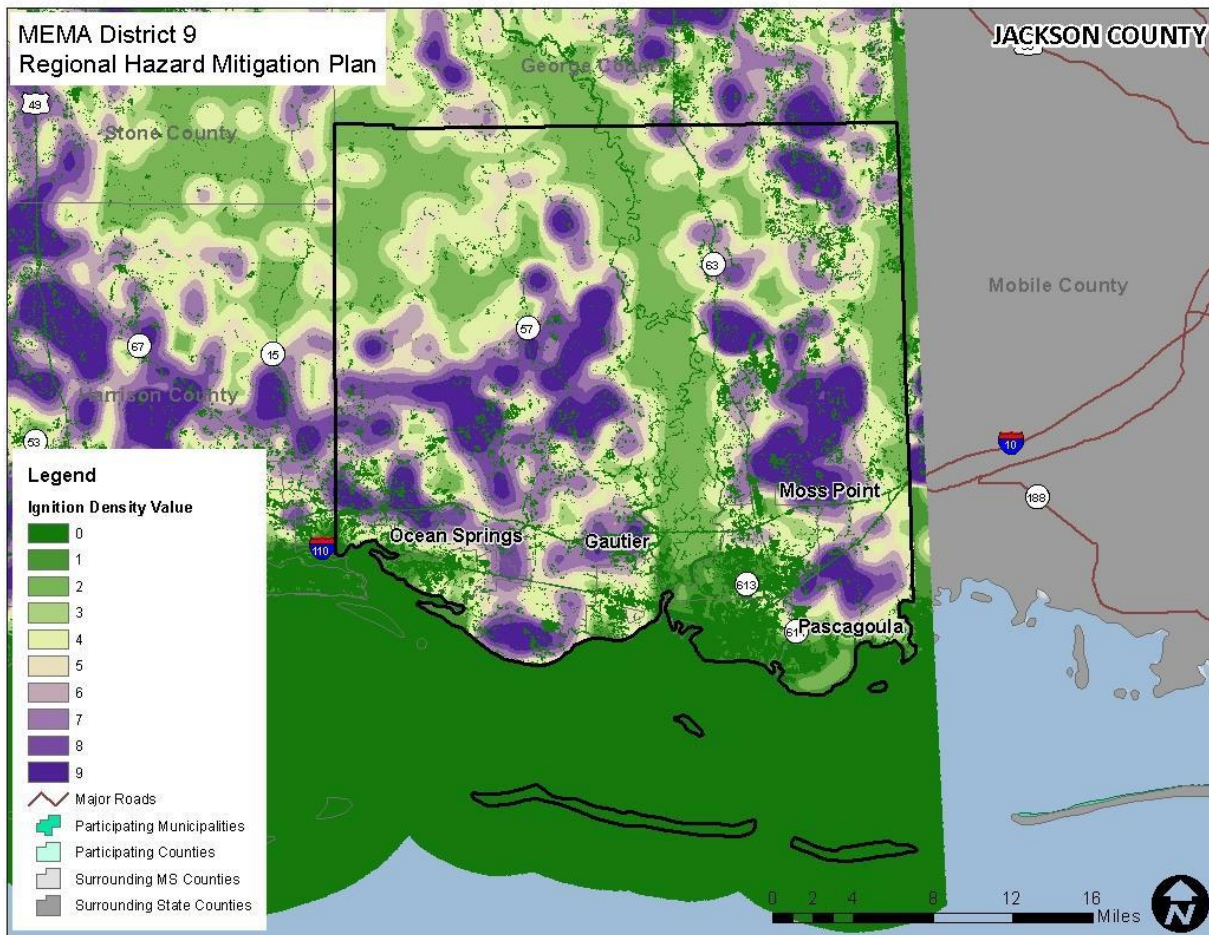 MEMA District 9
Regional Hazard Mitigation Plan
JACKSON COUNTY
George County
49
Stone County
63
Mobile County
57
67
15
Harrison County
53
10
188
Moss Point
Ocean Springs
Gautier
110
613
Pascagoula
Legend
Ignition Density Value
0
1
2
3
4
5
6
7
8
9
Major Roads
Participating Municipalities
Participating Counties
Surrounding MS Counties
Surrounding State Counties
0 2 4 8 12 16
Miles
N